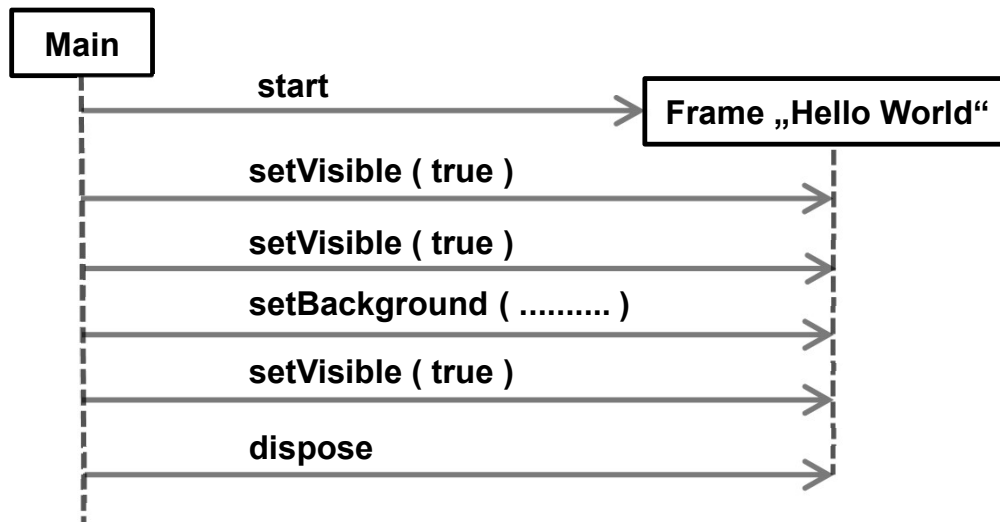 Main
start
Frame „Hello World“
setVisible ( true )
setVisible ( true )
setBackground ( .......... )
setVisible ( true )
dispose